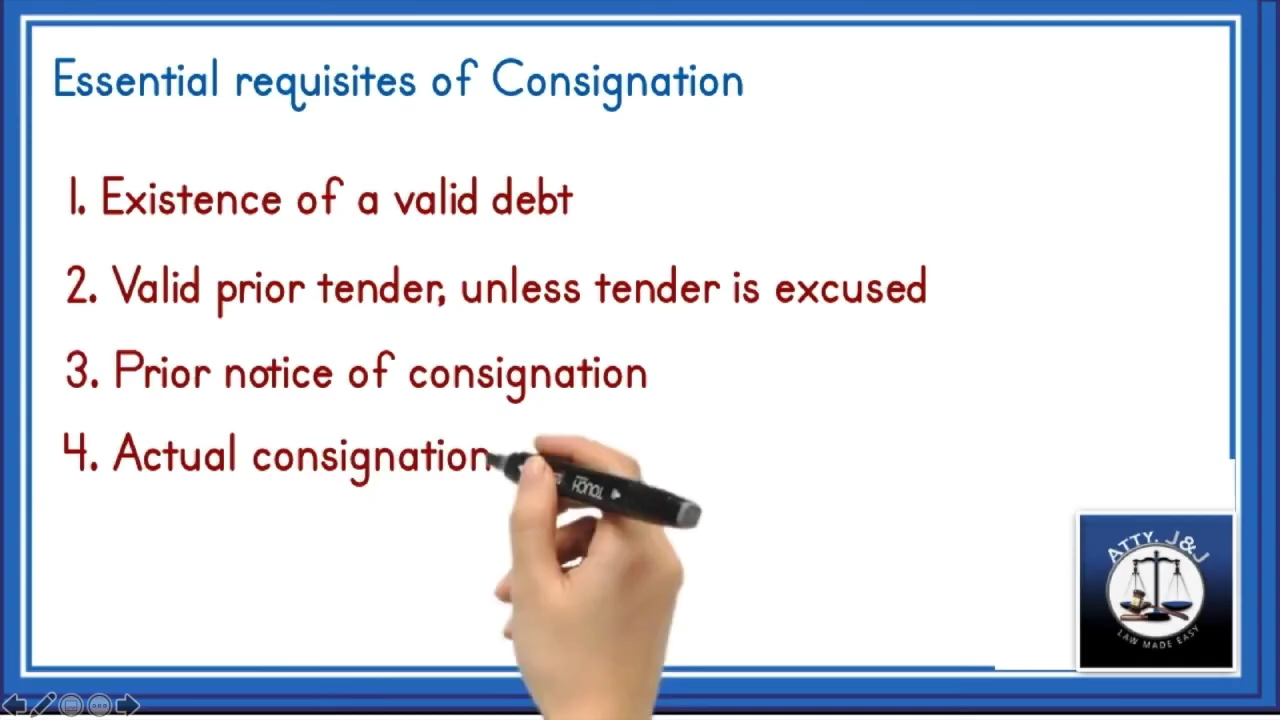 Essential requisites of Consignation
1. Existence of a valid debt
2. Valid prior tender, unless tender is excused
3. Prior notice of consignation
4. Actual consignation
TOUCH
ATTY. J&J
LAW MADE EASY